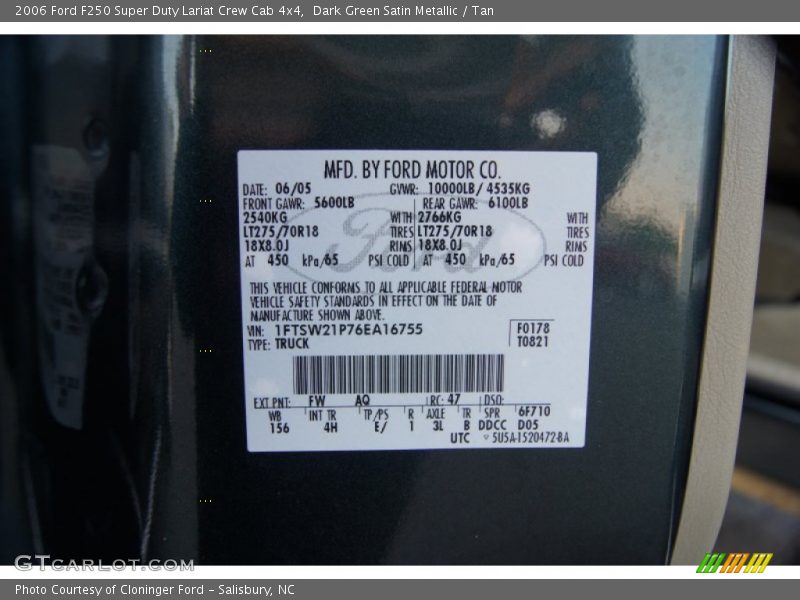 2006 Ford F250 Super Duty Lariat Crew Cab 4x4, Dark Green Satin Metallic / Tan
MFD. BY FORD MOTOR CO.
DATE: 06/05 GVWR: 10000LB/ 4535KG
FRONT GAWR: 5600LB REAR GAWR: 6100LB
2540KG WITH 2766KG WITH
LT275/70R18 TIRES LT275/70R18 TIRES
18X8.0J RIMS 18X8.0J RIMS
AT 450 kPa/65 PSI COLD AT 450 kPa/65 PSI COLD
Ford
THIS VEHICLE CONFORMS TO ALL APPLICABLE FEDERAL MOTOR
VEHICLE SAFETY STANDARDS IN EFFECT ON THE DATE OF
MANUFACTURE SHOWN ABOVE.
VIN: 1FTSW21P76EA16755 F0178
TYPE: TRUCK T0821
EXT PNT: FW AQ RC: 47 DSO:
WB INT TR TP/PS R AXLE TR SPR 6F710
156 4H E/ 1 3L B DDCC D05
UTC 5U5A-1520472-BA
GTCARLOT.COM
Photo Courtesy of Cloninger Ford - Salisbury, NC